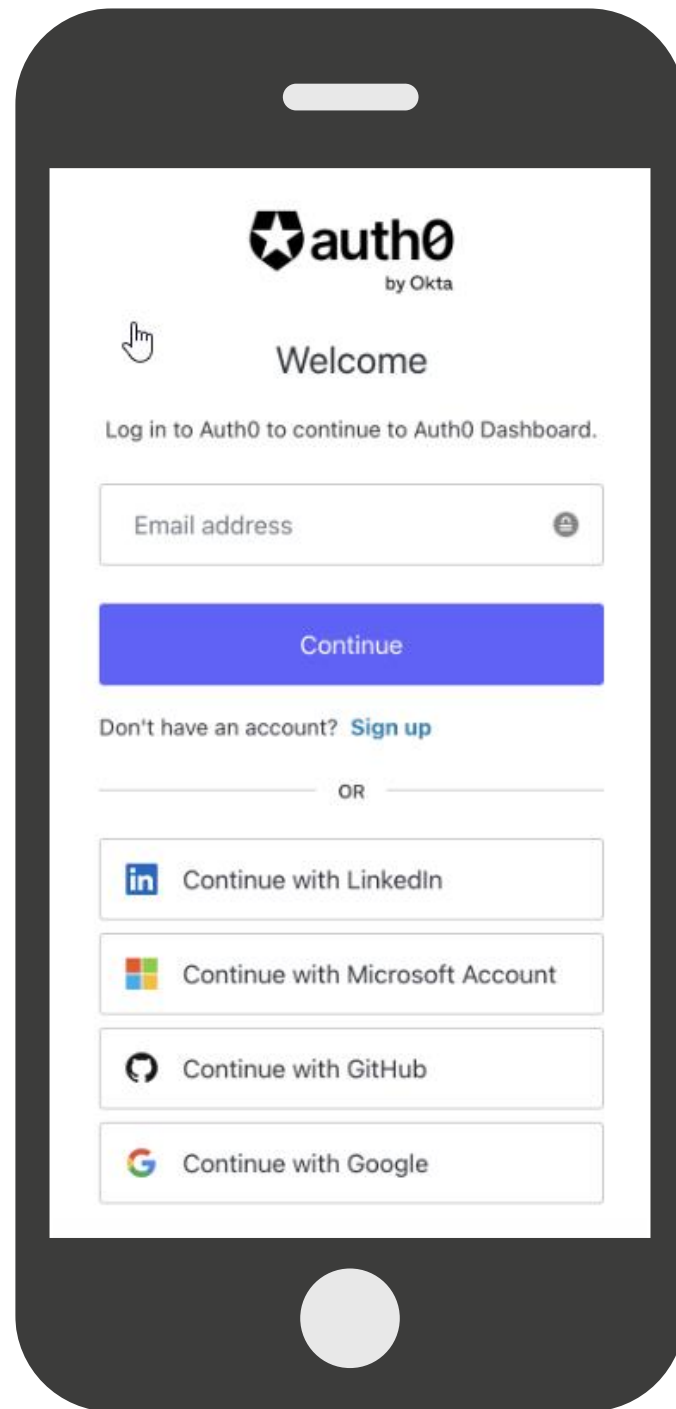 auth0
by Okta
Welcome
Log in to Auth0 to continue to Auth0 Dashboard.
Email address
Continue
Don't have an account? Sign up
OR
in Continue with LinkedIn
Continue with Microsoft Account
Continue with GitHub
G Continue with Google